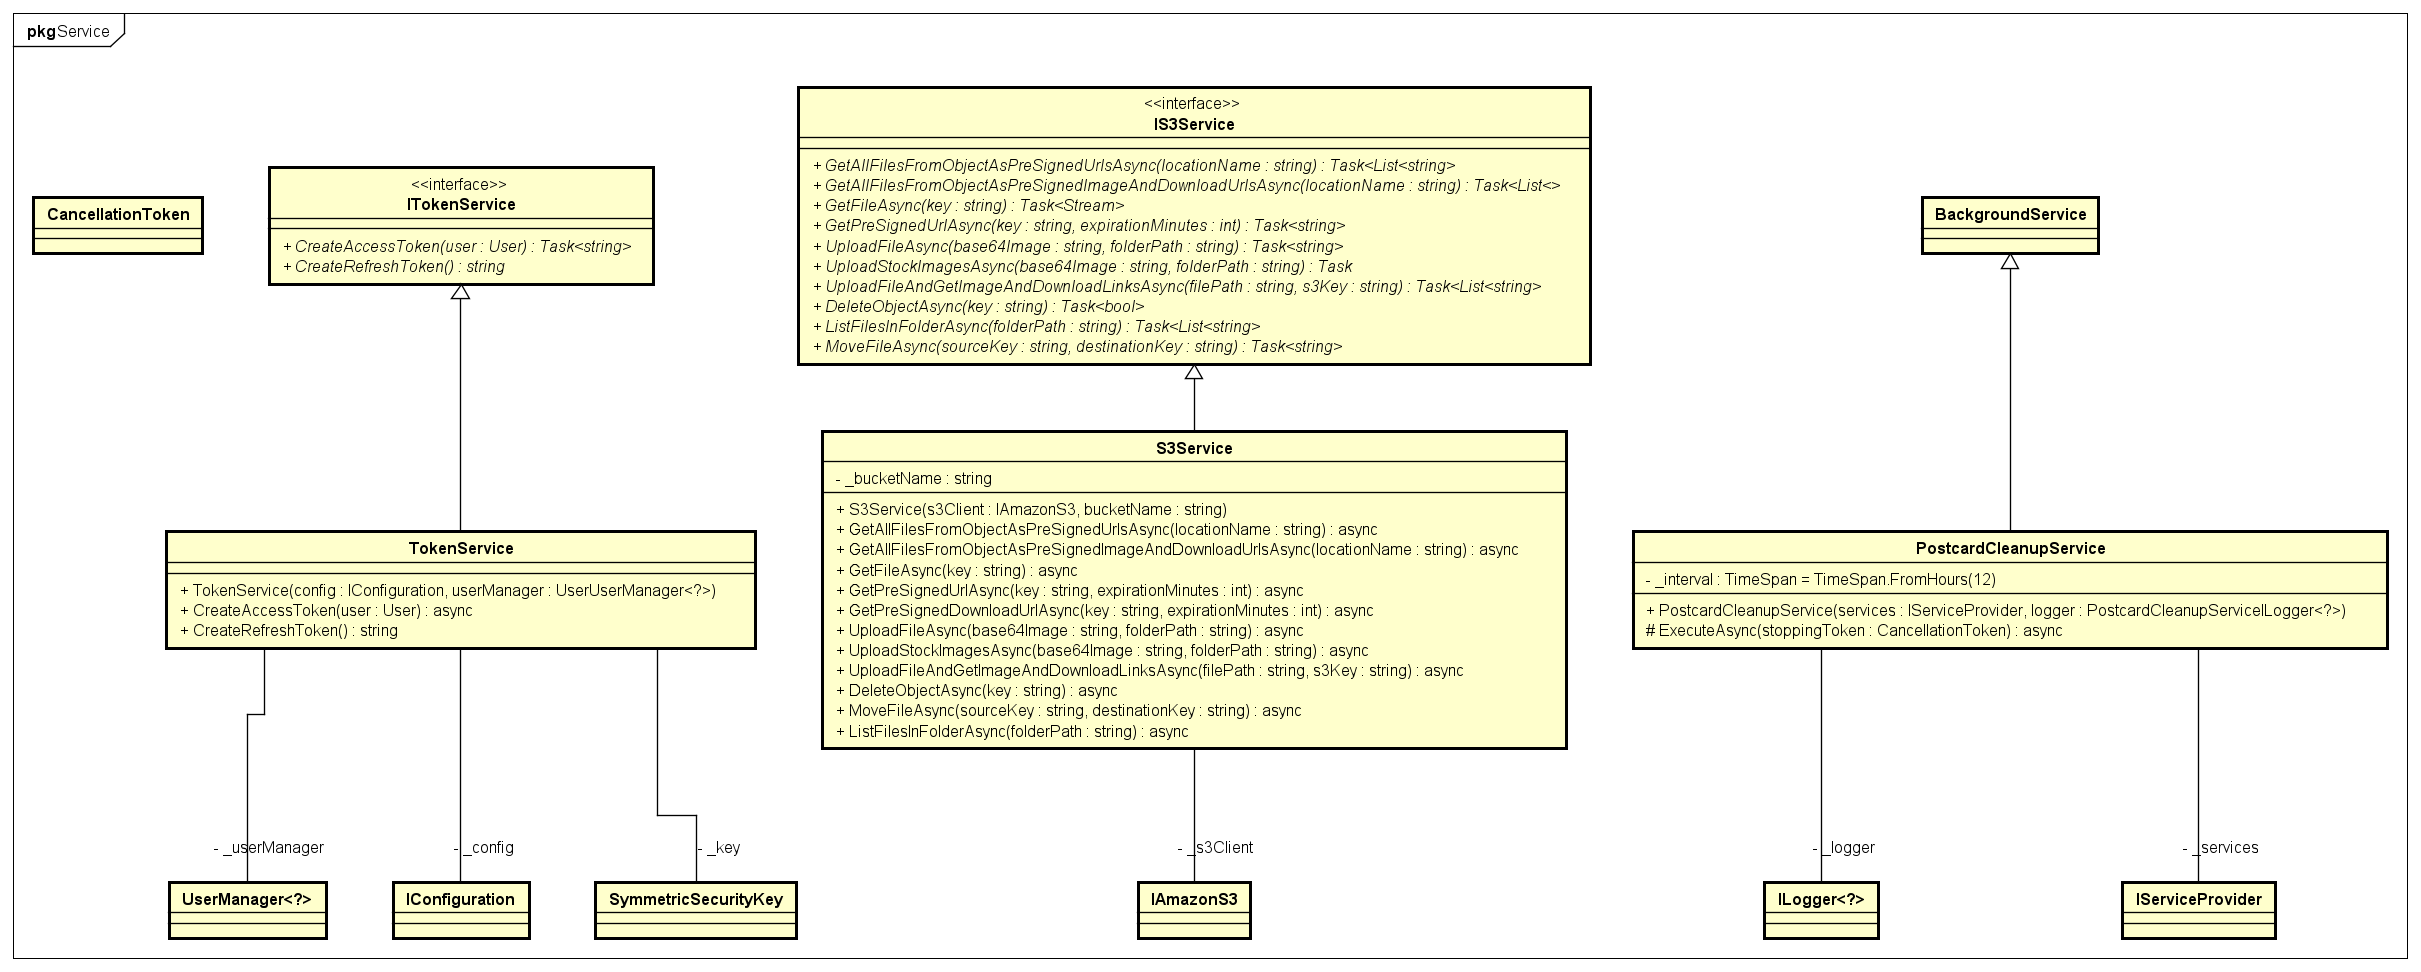 pkg Service
CancellationToken
<<interface>>
ITokenService
+ CreateAccessToken(user : User) : Task<string>
+ CreateRefreshToken() : string
<<interface>>
IS3Service
+ GetAllFilesFromObjectAsPreSignedUrlsAsync(locationName : string) : Task<List<string>
+ GetAllFilesFromObjectAsPreSignedImageAndDownloadUrlsAsync(locationName : string) : Task<List<>
+ GetFileAsync(key : string) : Task<Stream>
+ GetPreSignedUrlAsync(key : string, expirationMinutes : int) : Task<string>
+ UploadFileAsync(base64Image : string, folderPath : string) : Task<string>
+ UploadStockImagesAsync(base64Image : string, folderPath : string) : Task
+ UploadFileAndGetImageAndDownloadLinksAsync(filePath : string, s3Key : string) : Task<List<string>
+ DeleteObjectAsync(key : string) : Task<bool>
+ ListFilesInFolderAsync(folderPath : string) : Task<List<string>
+ MoveFileAsync(sourceKey : string, destinationKey : string) : Task<string>
BackgroundService
TokenService
+ TokenService(config : IConfiguration, userManager : UserUserManager<?>)
+ CreateAccessToken(user : User) : async
+ CreateRefreshToken() : string
S3Service
- _bucketName : string
+ S3Service(s3Client : IAmazonS3, bucketName : string)
+ GetAllFilesFromObjectAsPreSignedUrlsAsync(locationName : string) : async
+ GetAllFilesFromObjectAsPreSignedImageAndDownloadUrlsAsync(locationName : string) : async
+ GetFileAsync(key : string) : async
+ GetPreSignedUrlAsync(key : string, expirationMinutes : int) : async
+ GetPreSignedDownloadUrlAsync(key : string, expirationMinutes : int) : async
+ UploadFileAsync(base64Image : string, folderPath : string) : async
+ UploadStockImagesAsync(base64Image : string, folderPath : string) : async
+ UploadFileAndGetImageAndDownloadLinksAsync(filePath : string, s3Key : string) : async
+ DeleteObjectAsync(key : string) : async
+ MoveFileAsync(sourceKey : string, destinationKey : string) : async
+ ListFilesInFolderAsync(folderPath : string) : async
PostcardCleanupService
- _interval : TimeSpan = TimeSpan.FromHours(12)
+ PostcardCleanupService(services : IServiceProvider, logger : PostcardCleanupServiceILogger<?>)
# ExecuteAsync(stoppingToken : CancellationToken) : async
- _userManager
- _config
- _key
- _s3Client
- _logger
- _services
UserManager<?>
IConfiguration
SymmetricSecurityKey
IAmazonS3
ILogger<?>
IServiceProvider